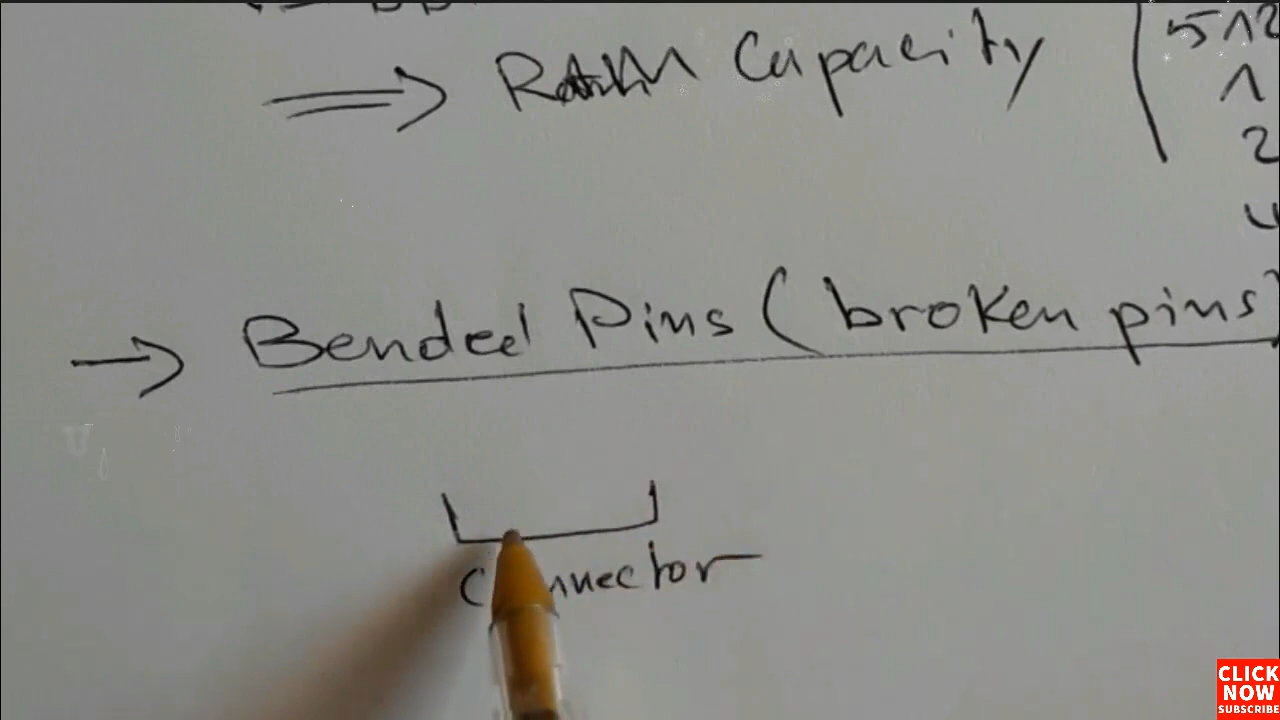 ⇒ RAM Capacity 512
1
2
→ Bended Pins (broken pins)
Connector
CLICK
NOW
SUBSCRIBE